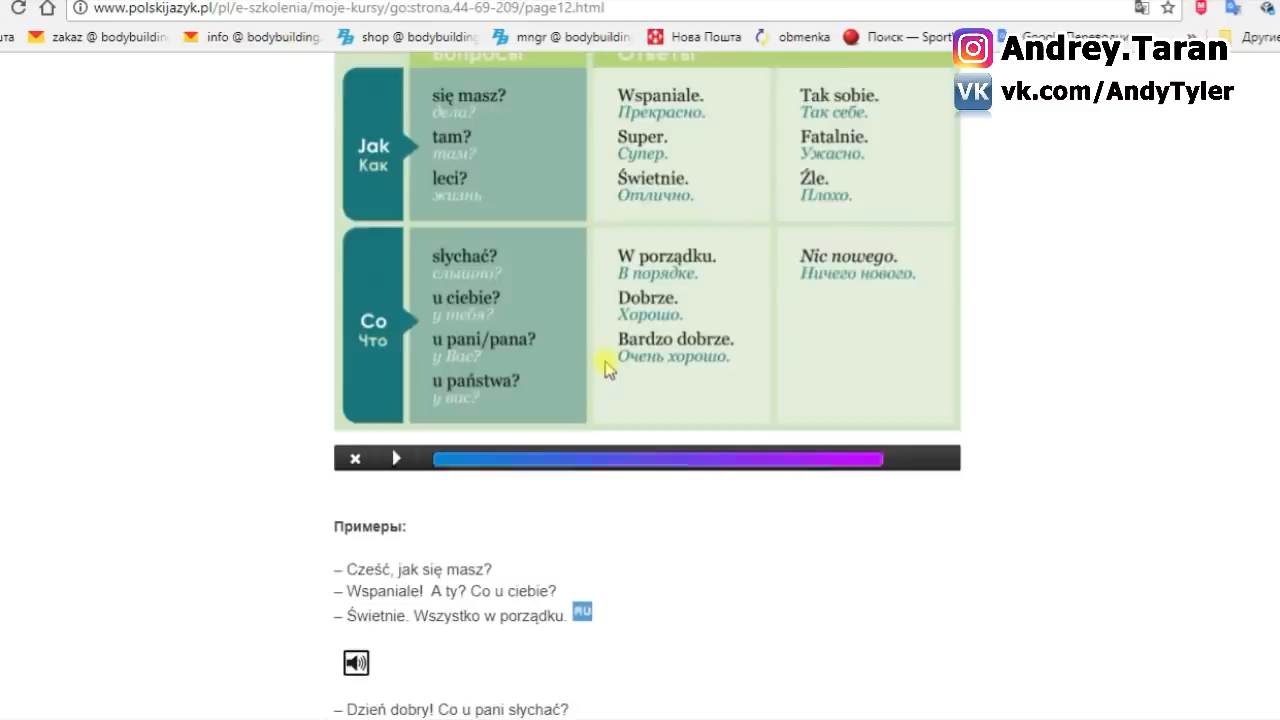 www.polskijazyk.pl/pl/e-szkolenia/moje-kursy/go:strona,44-69-209/page12.html
та zakaz @ bodybuilding info @ bodybuilding. shop @ bodybuilding mngr @ bodybuildin Нова Пошта obmenka Поиск — Sport Другие
Andrey.Taran
vk.com/AndyTyler
Вопросы Ответы
Jak
Как
się masz?
дела?
tam?
там?
leci?
жизнь
Wspaniale.
Прекрасно.
Super.
Супер.
Świetnie.
Отлично.
Tak sobie.
Так себе.
Fatalnie.
Ужасно.
Źle.
Плохо.
Co
Что
słychać?
слышно?
u ciebie?
у тебя?
u pani/pana?
у Вас?
u państwa?
у вас?
W porządku.
В порядке.
Dobrze.
Хорошо.
Bardzo dobrze.
Очень хорошо.
Nic nowego.
Ничего нового.
Примеры:
– Cześć, jak się masz?
– Wspaniale! A ty? Co u ciebie?
– Świetnie. Wszystko w porządku. RU
– Dzień dobry! Co u pani słychać?